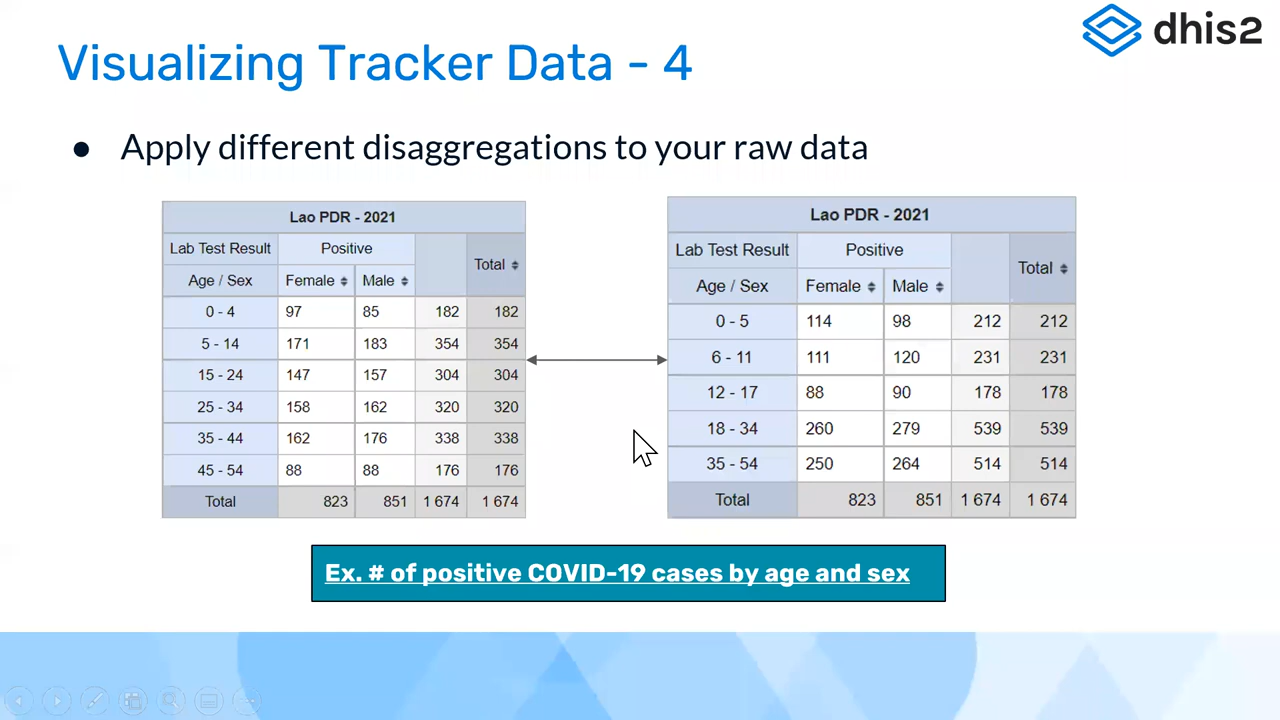 dhis2
Visualizing Tracker Data - 4
● Apply different disaggregations to your raw data
Lao PDR - 2021
Lab Test Result Positive Total
Age / Sex Female Male
0 - 4 97 85 182 182
5 - 14 171 183 354 354
15 - 24 147 157 304 304
25 - 34 158 162 320 320
35 - 44 162 176 338 338
45 - 54 88 88 176 176
Total 823 851 1 674 1 674
Lao PDR - 2021
Lab Test Result Positive Total
Age / Sex Female Male
0 - 5 114 98 212 212
6 - 11 111 120 231 231
12 - 17 88 90 178 178
18 - 34 260 279 539 539
35 - 54 250 264 514 514
Total 823 851 1 674 1 674
Ex. # of positive COVID-19 cases by age and sex